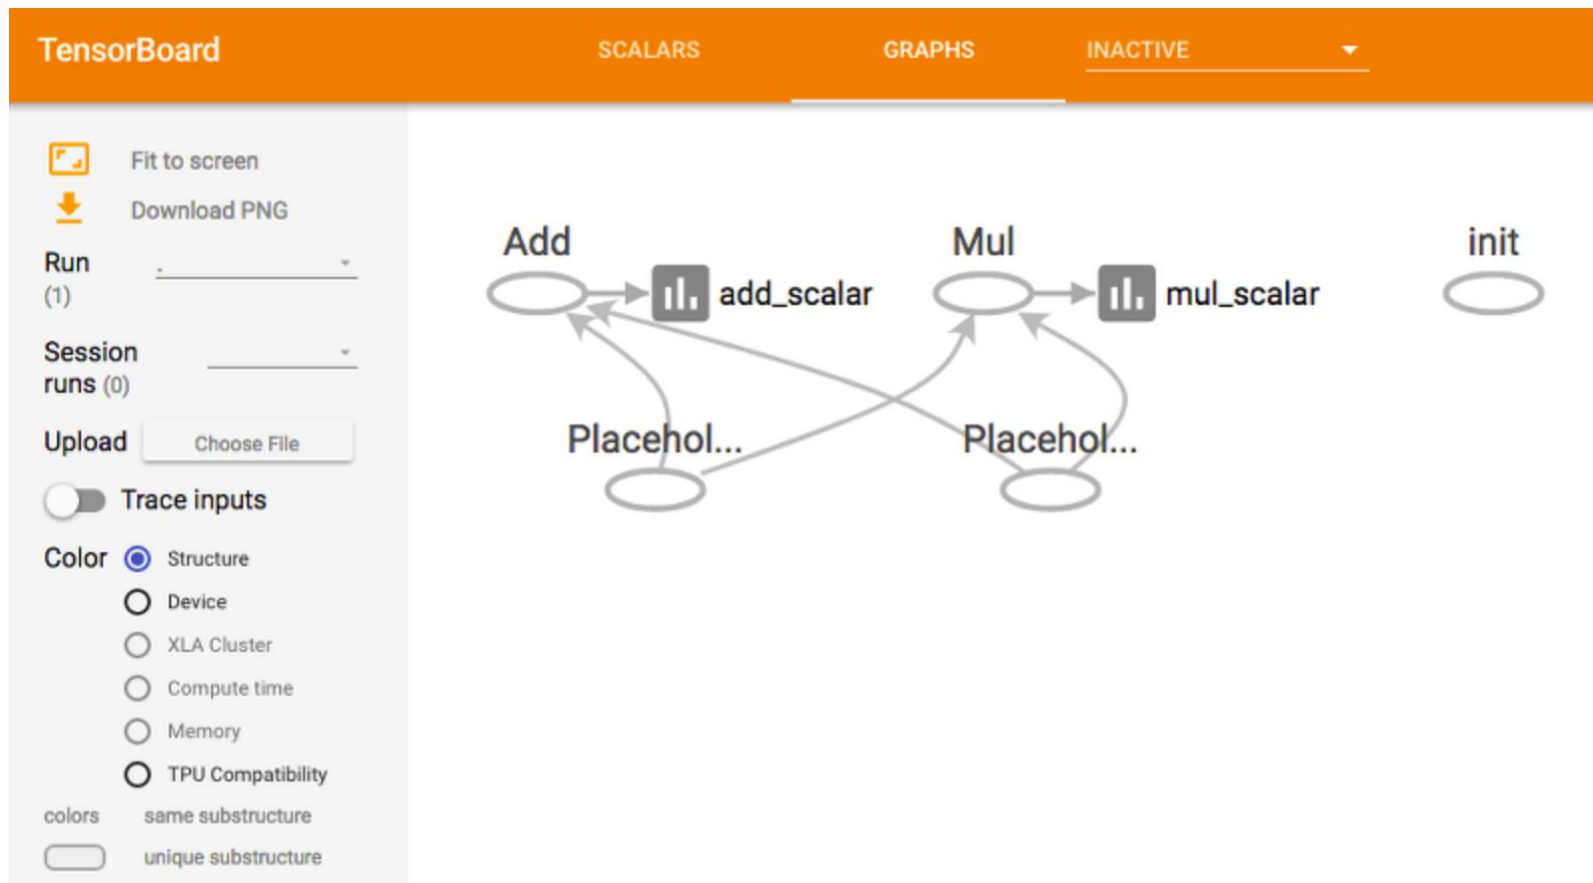 TensorBoard SCALARS GRAPHS INACTIVE
Fit to screen
Download PNG
Run
(1)
.
Session
runs (0)
Upload Choose File
Trace inputs
Color Structure
Device
XLA Cluster
Compute time
Memory
TPU Compatibility
colors same substructure
unique substructure
Add Mul init
add_scalar mul_scalar
Placehol... Placehol...